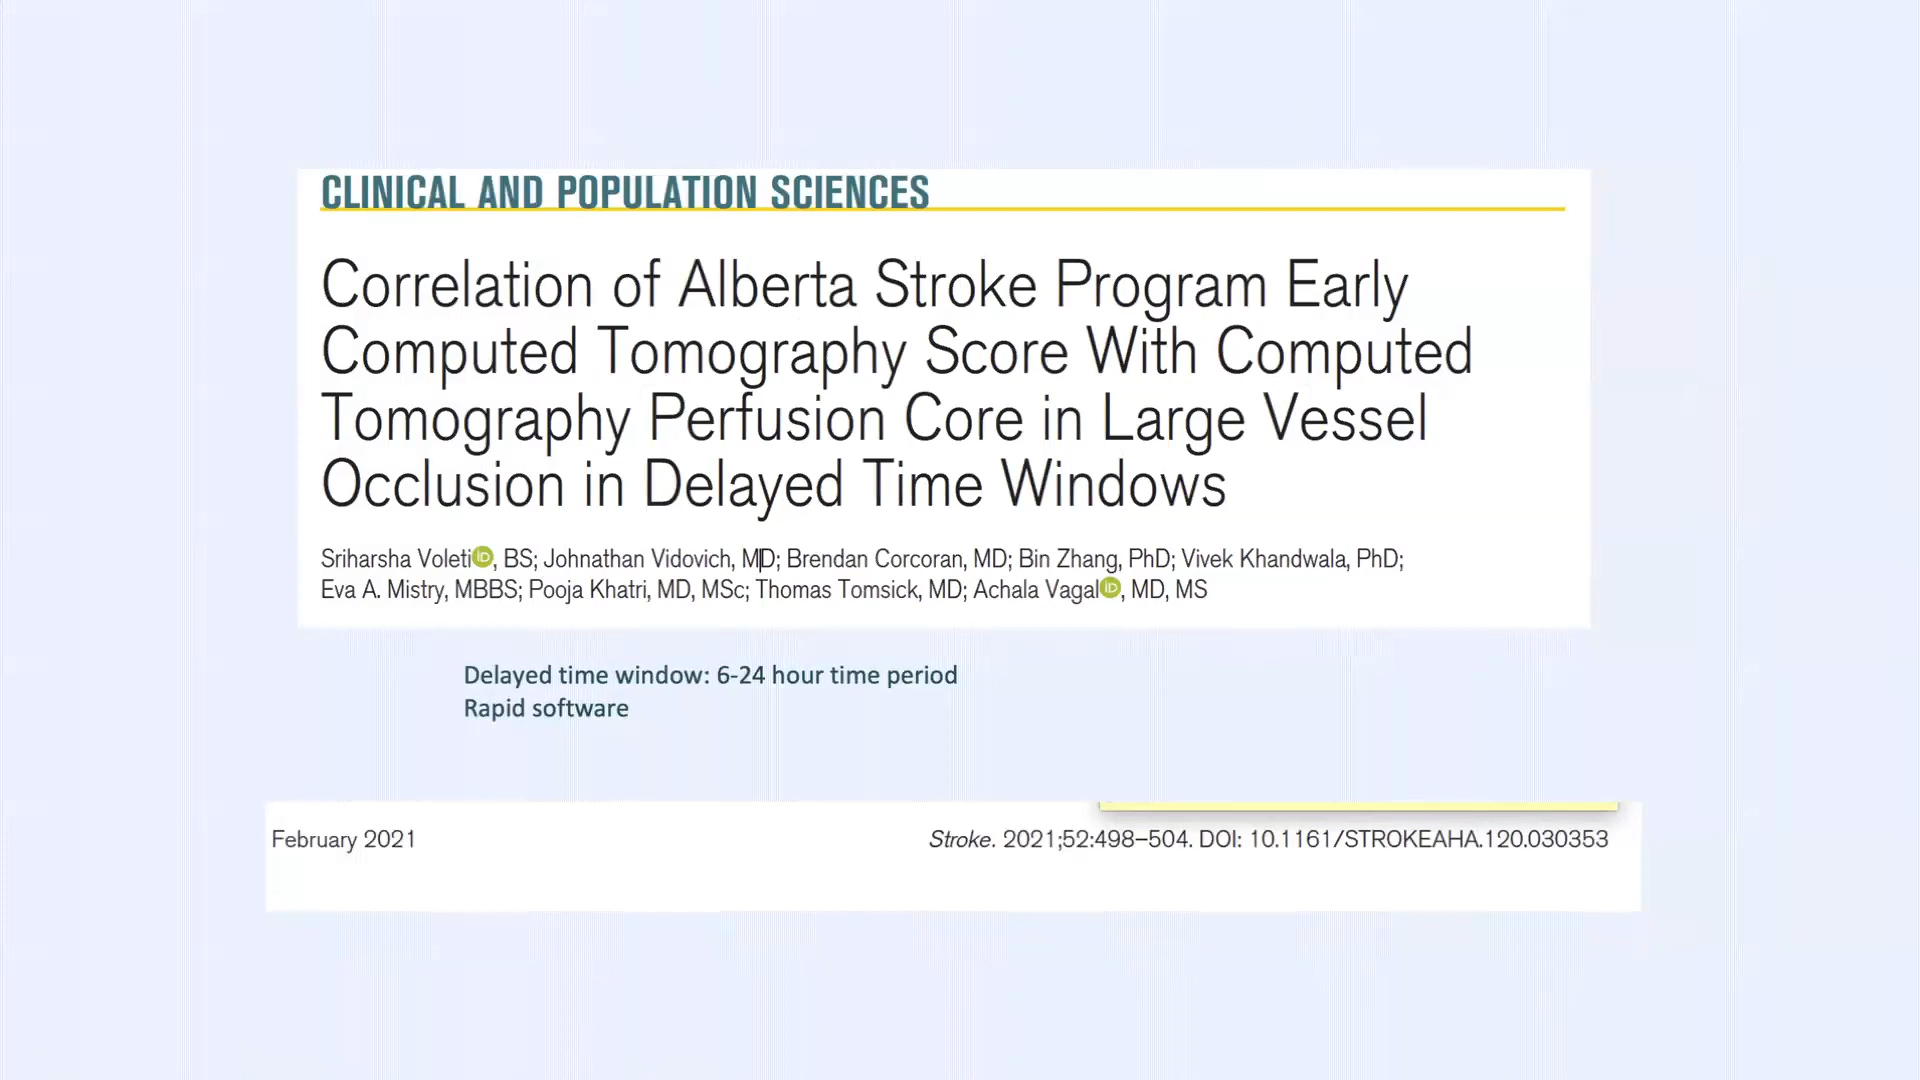 CLINICAL AND POPULATION SCIENCES
Correlation of Alberta Stroke Program Early
Computed Tomography Score With Computed
Tomography Perfusion Core in Large Vessel
Occlusion in Delayed Time Windows
Sriharsha Voleti iD, BS; Johnathan Vidovich, MD; Brendan Corcoran, MD; Bin Zhang, PhD; Vivek Khandwala, PhD;
Eva A. Mistry, MBBS; Pooja Khatri, MD, MSc; Thomas Tomsick, MD; Achala Vagal iD, MD, MS
Delayed time window: 6-24 hour time period
Rapid software
February 2021
Stroke. 2021;52:498–504. DOI: 10.1161/STROKEAHA.120.030353